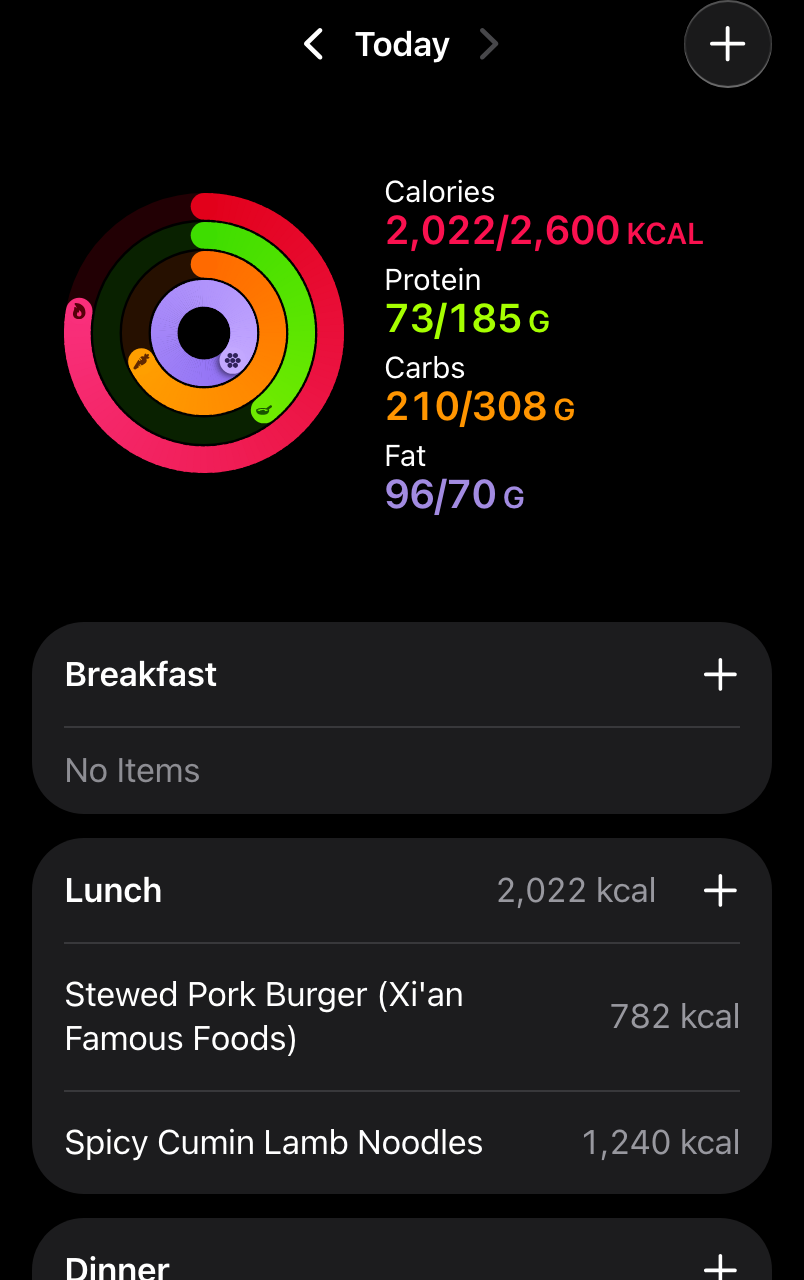 Today
Calories
2,022/2,600 KCAL
Protein
73/185 G
Carbs
210/308 G
Fat
96/70 G
Breakfast
No Items
Lunch 2,022 kcal
Stewed Pork Burger (Xi'an
Famous Foods) 782 kcal
Spicy Cumin Lamb Noodles 1,240 kcal
Dinner